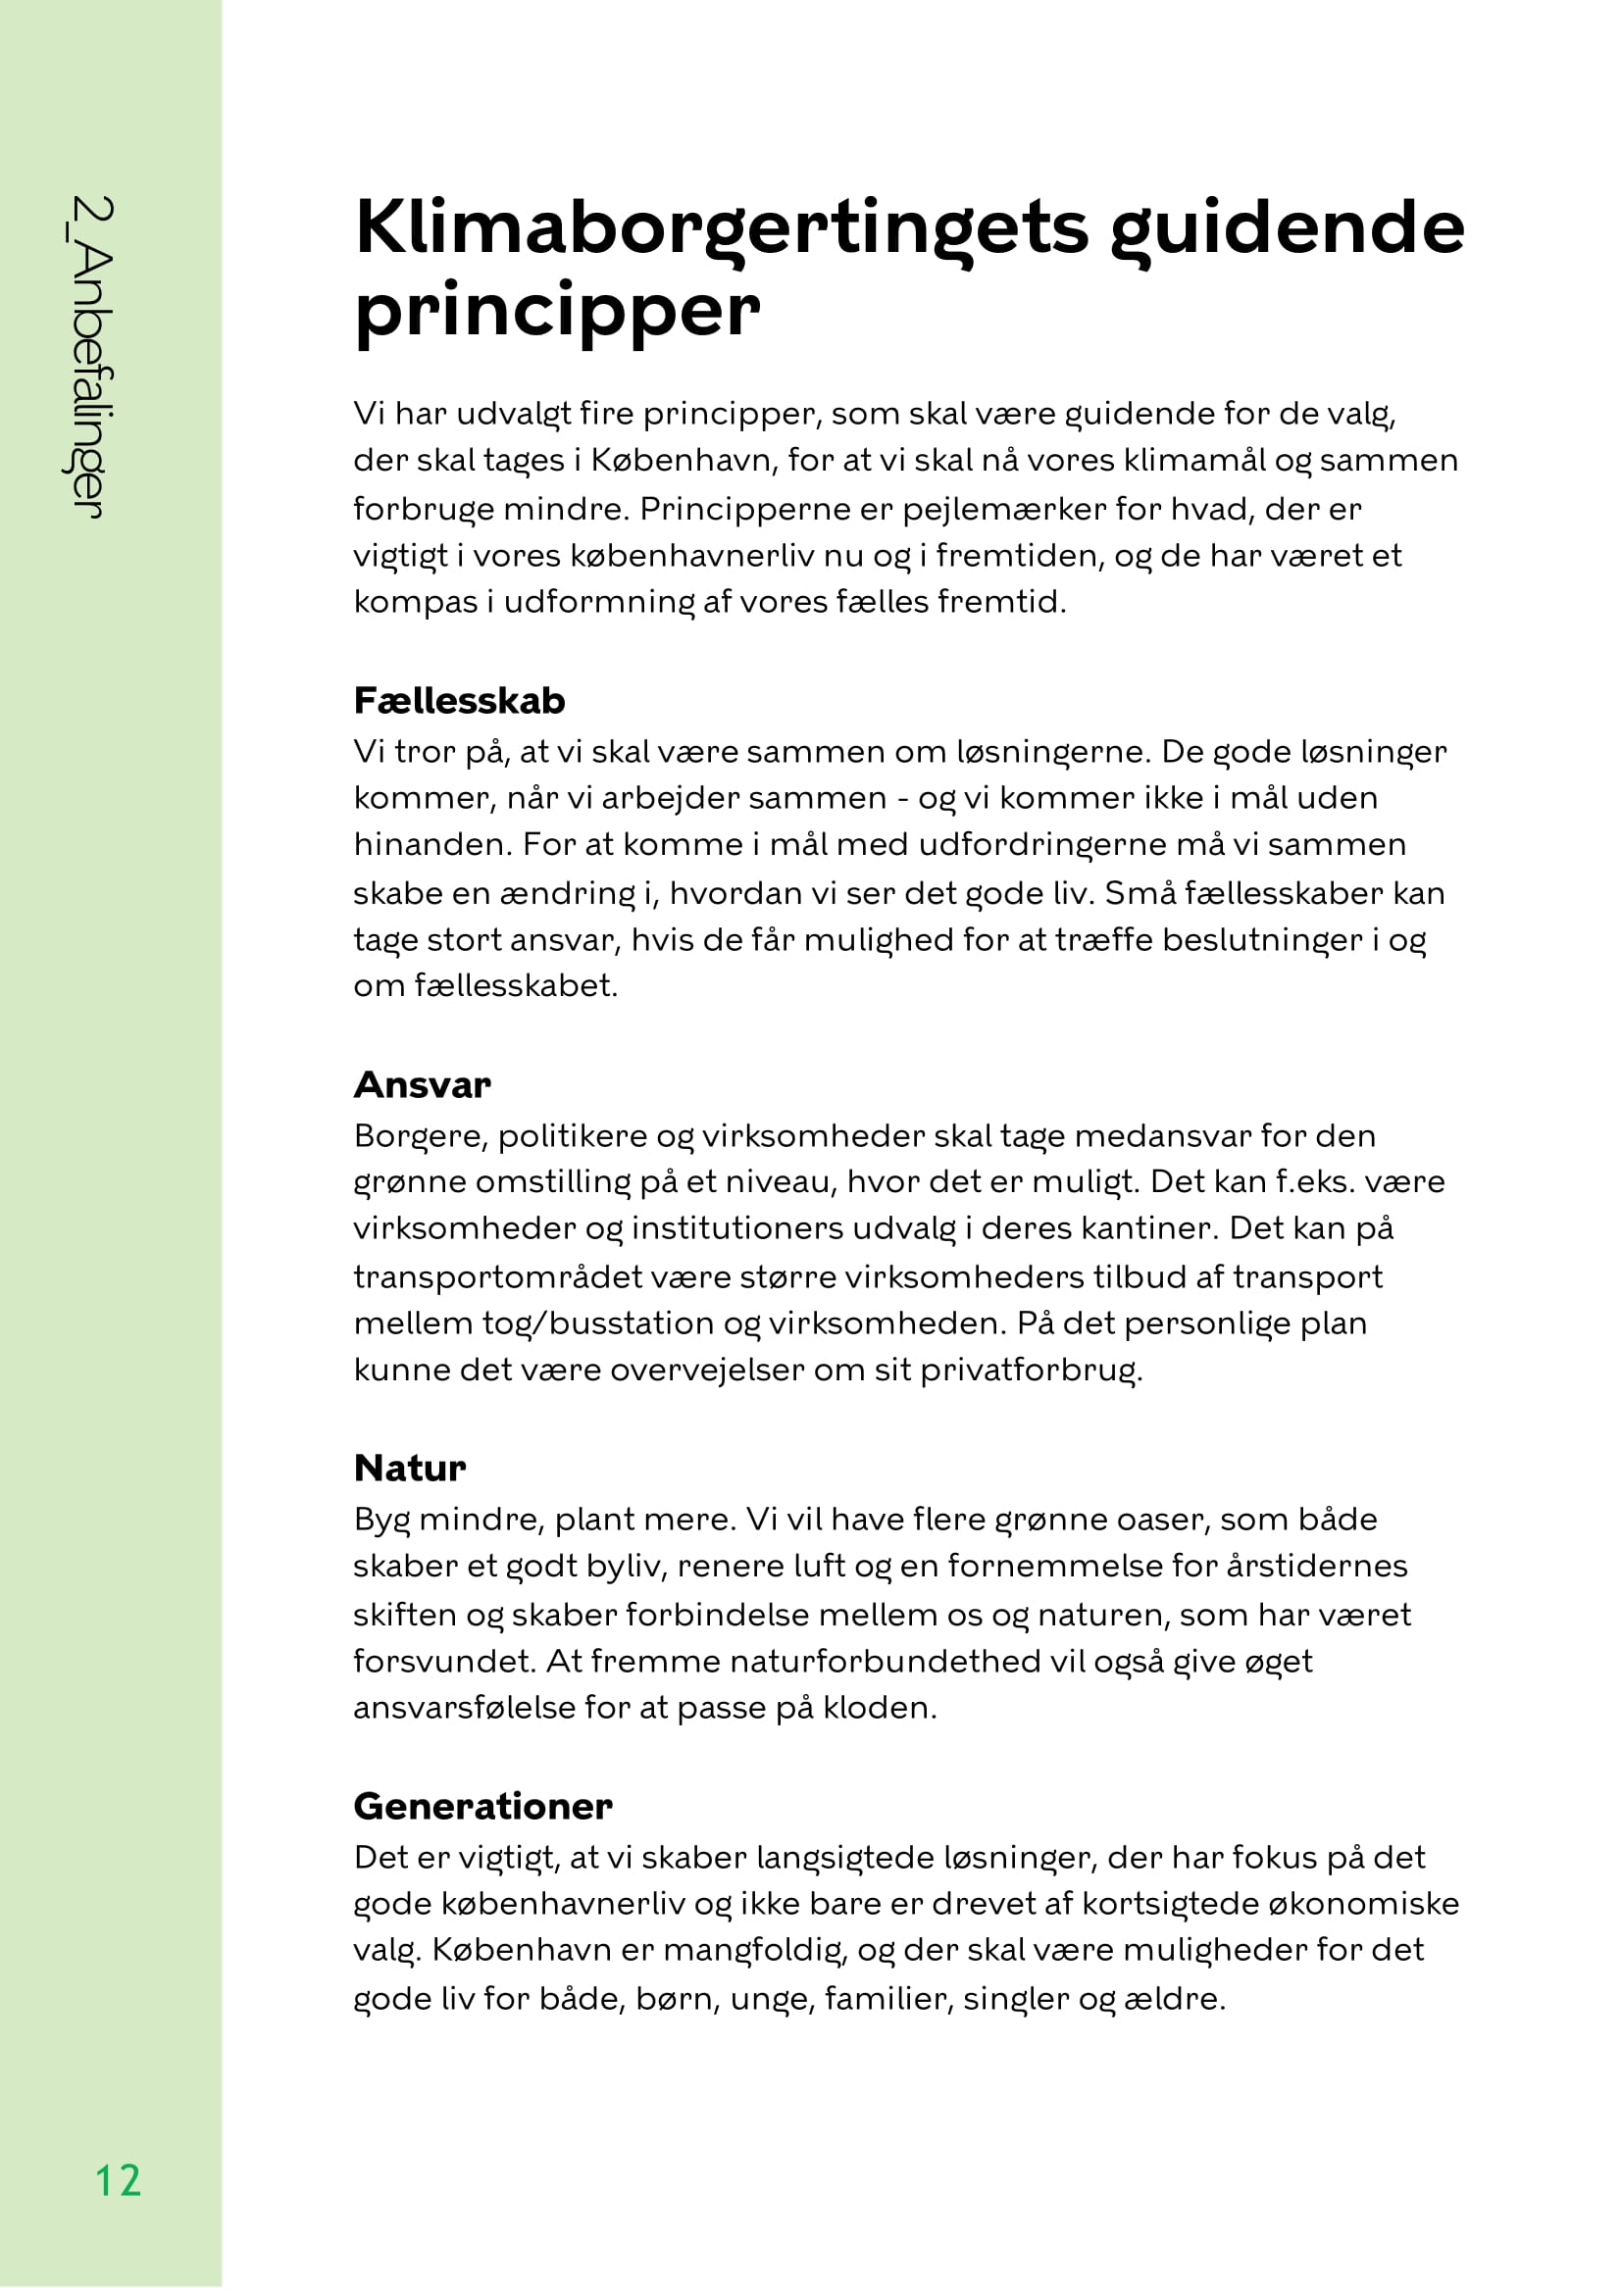 2_Anbefalinger
Klimaborgertingets guidende
principper
Vi har udvalgt fire principper, som skal være guidende for de valg,
der skal tages i København, for at vi skal nå vores klimamål og sammen
forbruge mindre. Principperne er pejlemærker for hvad, der er
vigtigt i vores københavnerliv nu og i fremtiden, og de har været et
kompas i udformning af vores fælles fremtid.
Fællesskab
Vi tror på, at vi skal være sammen om løsningerne. De gode løsninger
kommer, når vi arbejder sammen - og vi kommer ikke i mål uden
hinanden. For at komme i mål med udfordringerne må vi sammen
skabe en ændring i, hvordan vi ser det gode liv. Små fællesskaber kan
tage stort ansvar, hvis de får mulighed for at træffe beslutninger i og
om fællesskabet.
Ansvar
Borgere, politikere og virksomheder skal tage medansvar for den
grønne omstilling på et niveau, hvor det er muligt. Det kan f.eks. være
virksomheder og institutioners udvalg i deres kantiner. Det kan på
transportområdet være større virksomheders tilbud af transport
mellem tog/busstation og virksomheden. På det personlige plan
kunne det være overvejelser om sit privatforbrug.
Natur
Byg mindre, plant mere. Vi vil have flere grønne oaser, som både
skaber et godt byliv, renere luft og en fornemmelse for årstidernes
skiften og skaber forbindelse mellem os og naturen, som har været
forsvundet. At fremme naturforbundethed vil også give øget
ansvarsfølelse for at passe på kloden.
Generationer
Det er vigtigt, at vi skaber langsigtede løsninger, der har fokus på det
gode københavnerliv og ikke bare er drevet af kortsigtede økonomiske
valg. København er mangfoldig, og der skal være muligheder for det
gode liv for både, børn, unge, familier, singler og ældre.
12